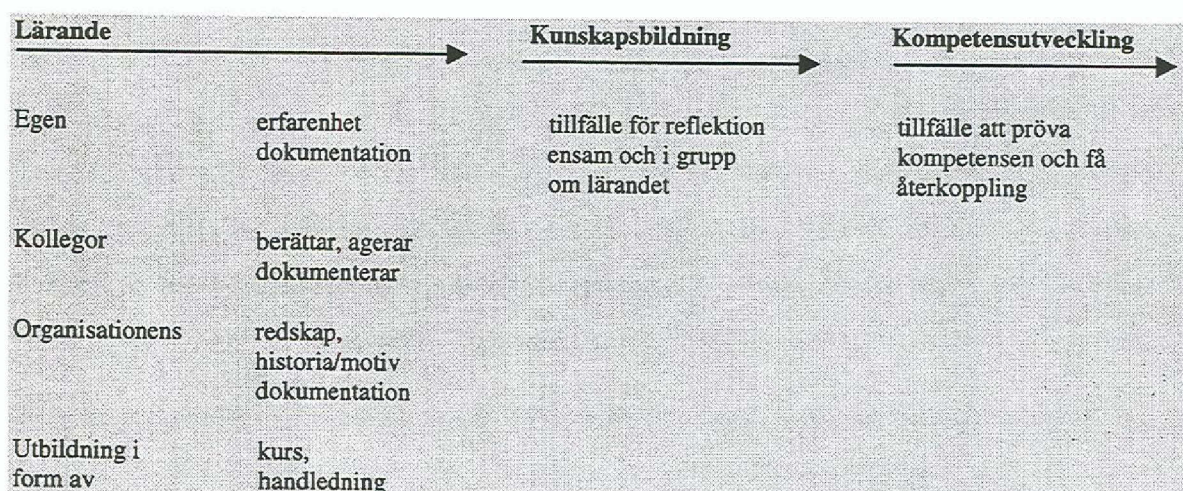 Lärande Kunskapsbildning Kompetensutveckling
Egen erfarenhet tillfälle för reflektion tillfälle att pröva
dokumentation ensam och i grupp kompetensen och få
om lärandet återkoppling
Kollegor berättar, agerar
dokumenterar
Organisationens redskap,
historia/motiv
dokumentation
Utbildning i kurs,
form av handledning